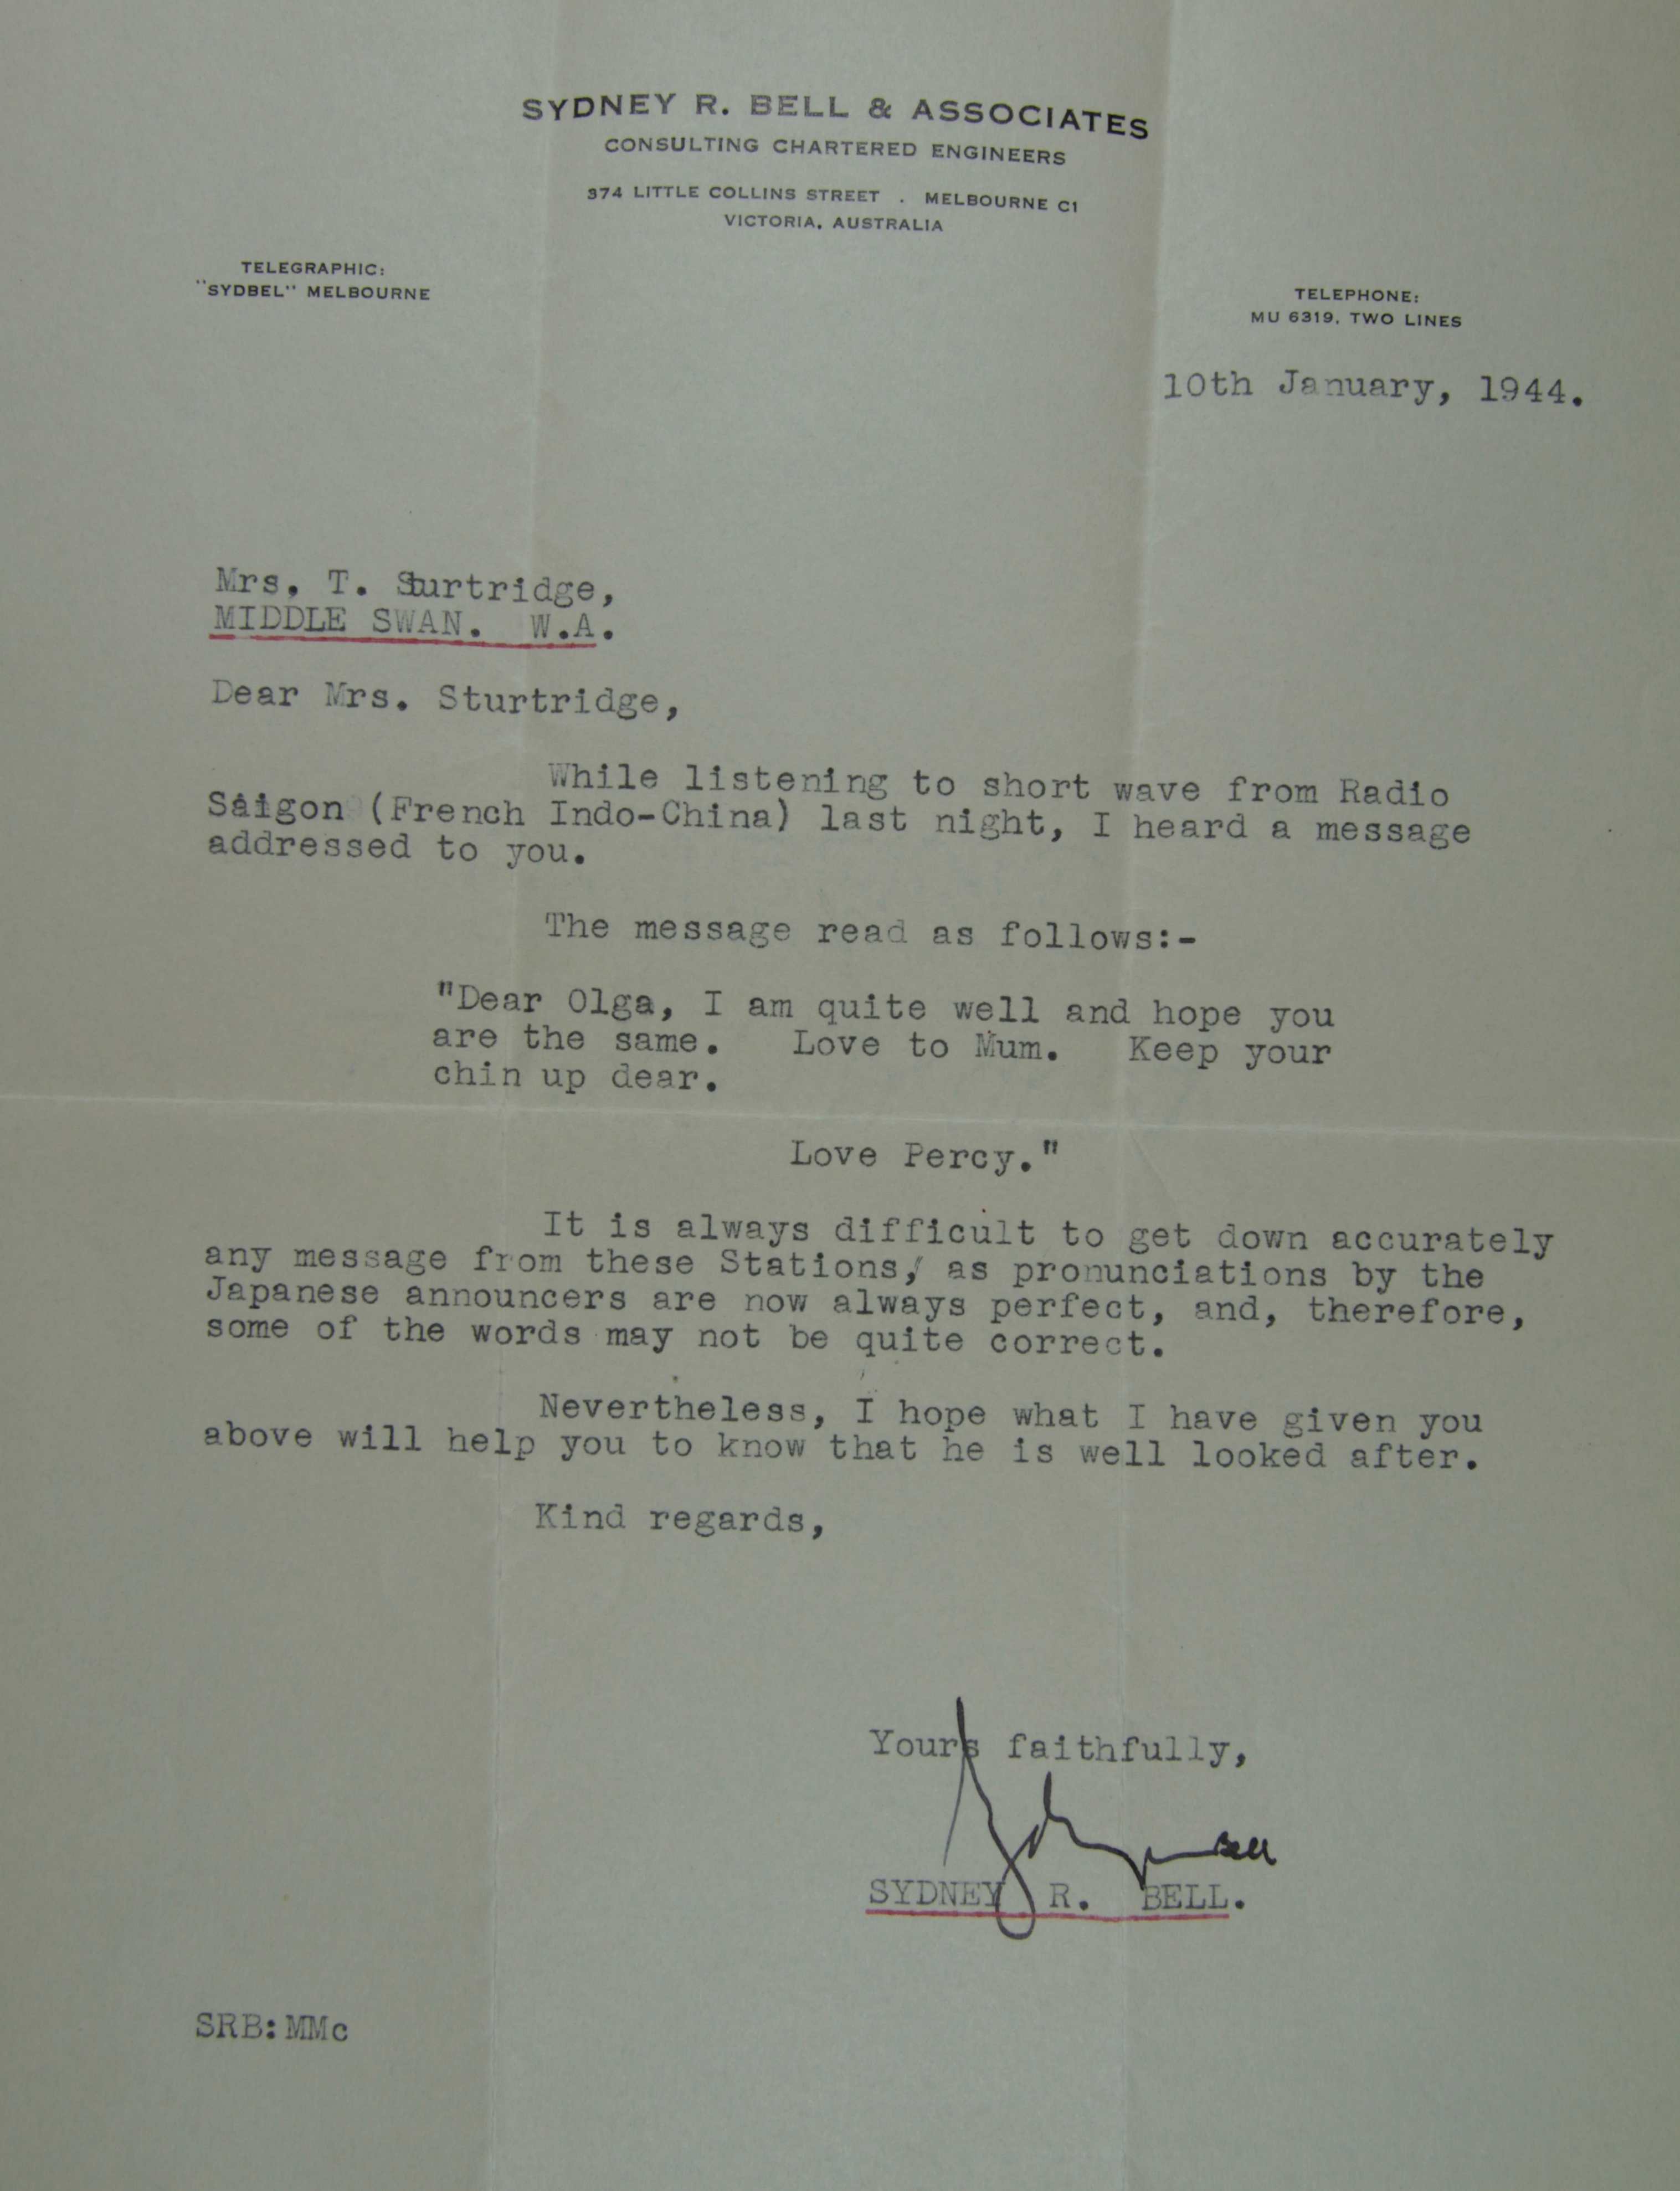 SYDNEY R. BELL & ASSOCIATES
CONSULTING CHARTERED ENGINEERS
374 LITTLE COLLINS STREET . MELBOURNE C1
VICTORIA, AUSTRALIA
TELEGRAPHIC:
"SYDBEL" MELBOURNE
TELEPHONE:
MU 6319, TWO LINES
10th January, 1944.
Mrs. T. Sturtridge,
MIDDLE SWAN. W.A.
Dear Mrs. Sturtridge,
While listening to short wave from Radio
Saigon (French Indo-China) last night, I heard a message
addressed to you.
The message read as follows:-
"Dear Olga, I am quite well and hope you
are the same. Love to Mum. Keep your
chin up dear.
Love Percy."
It is always difficult to get down accurately
any message from these Stations, as pronunciations by the
Japanese announcers are now always perfect, and, therefore,
some of the words may not be quite correct.
Nevertheless, I hope what I have given you
above will help you to know that he is well looked after.
Kind regards,
Yours faithfully,
Sydney Bell
SYDNEY R. BELL.
SRB:MMc